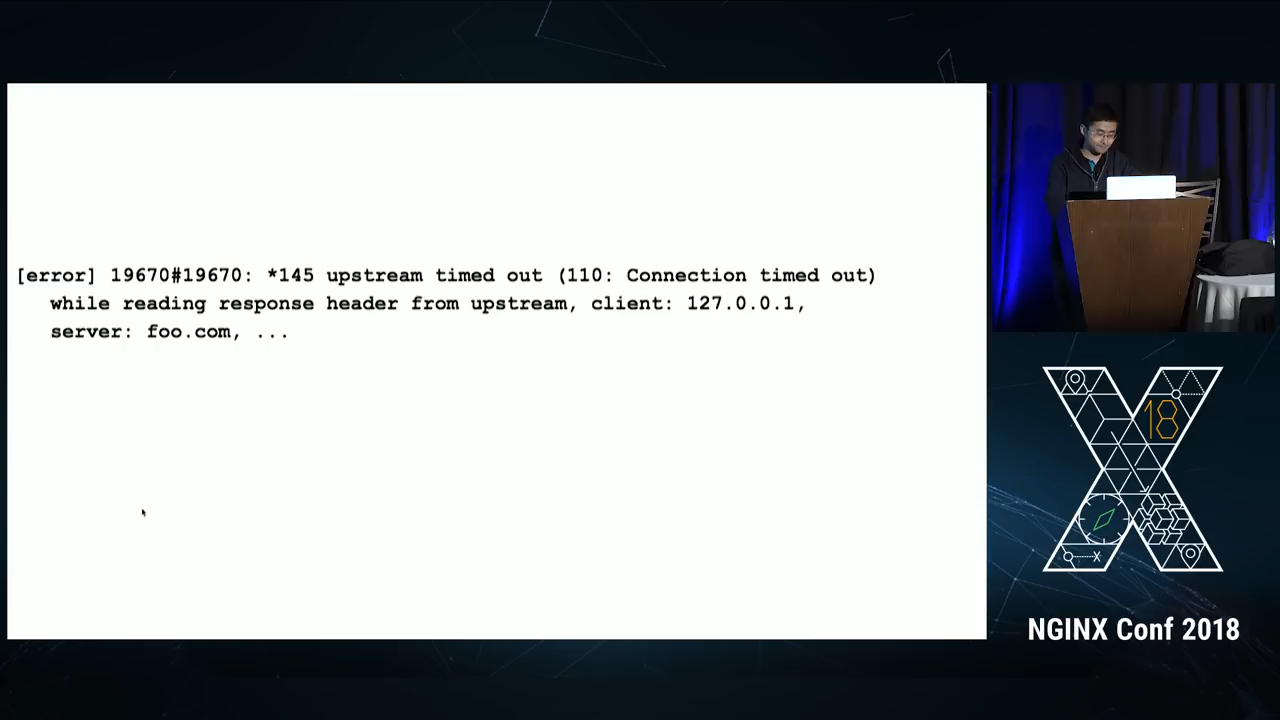 [error] 19670#19670: *145 upstream timed out (110: Connection timed out)
while reading response header from upstream, client: 127.0.0.1,
server: foo.com, ...
18
X
NGINX Conf 2018